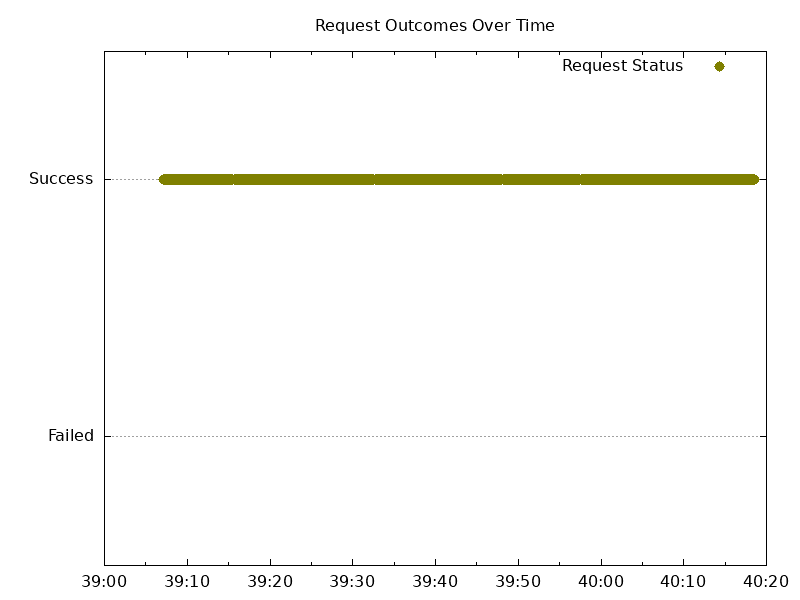 Request Outcomes Over Time
Request Status
Success
Failed
39:00 39:10 39:20 39:30 39:40 39:50 40:00 40:10 40:20